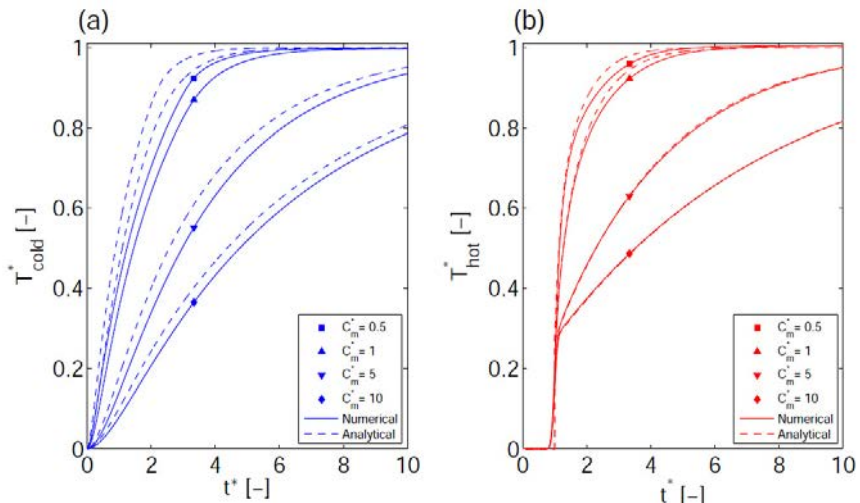 (a)
1
0.8
0.6
0.4
0.2
0
T*cold [–]
0 2 4 6 8 10
t* [–]
C*m = 0.5
C*m = 1
C*m = 5
C*m = 10
Numerical
Analytical
(b)
1
0.8
0.6
0.4
0.2
0
T*hot [–]
0 2 4 6 8 10
t* [–]
C*m = 0.5
C*m = 1
C*m = 5
C*m = 10
Numerical
Analytical